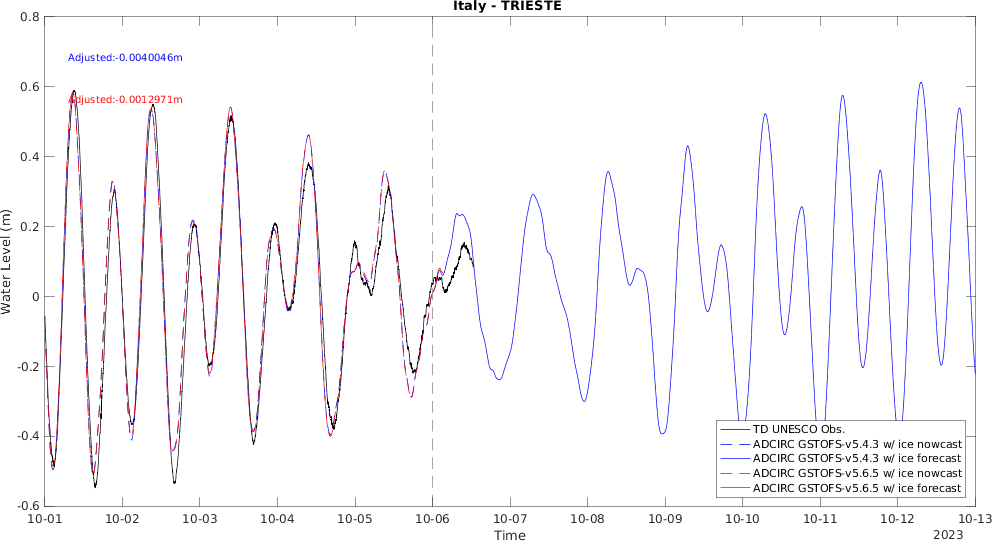 Italy - TRIESTE
Water Level (m)
0.8
0.6
0.4
0.2
0
-0.2
-0.4
-0.6
Adjusted:-0.0040046m
Adjusted:-0.0012971m
TD UNESCO Obs.
ADCIRC GSTOFS-v5.4.3 w/ ice nowcast
ADCIRC GSTOFS-v5.4.3 w/ ice forecast
ADCIRC GSTOFS-v5.6.5 w/ ice nowcast
ADCIRC GSTOFS-v5.6.5 w/ ice forecast
10-01 10-02 10-03 10-04 10-05 10-06 10-07 10-08 10-09 10-10 10-11 10-12 10-13
Time
2023